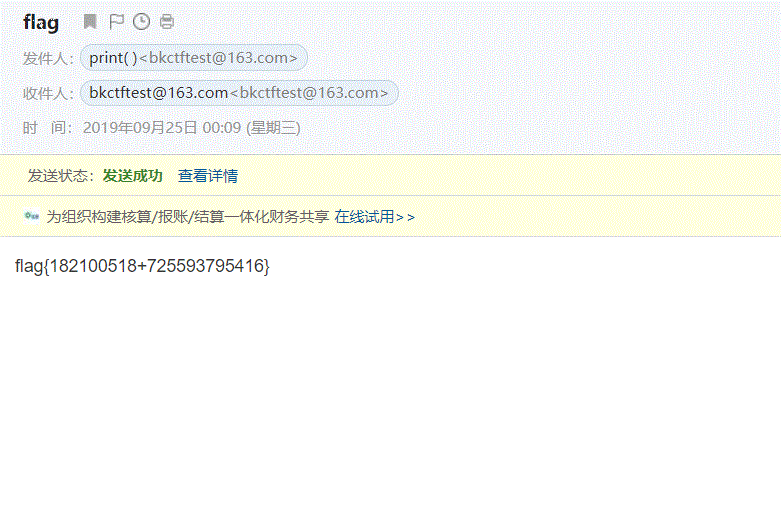 flag
发件人：print( )<bkctftest@163.com>
收件人：bkctftest@163.com<bkctftest@163.com>
时 间：2019年09月25日 00:09 (星期三)
发送状态：发送成功 查看详情
为组织构建核算/报账/结算一体化财务共享 在线试用>>
flag{182100518+725593795416}